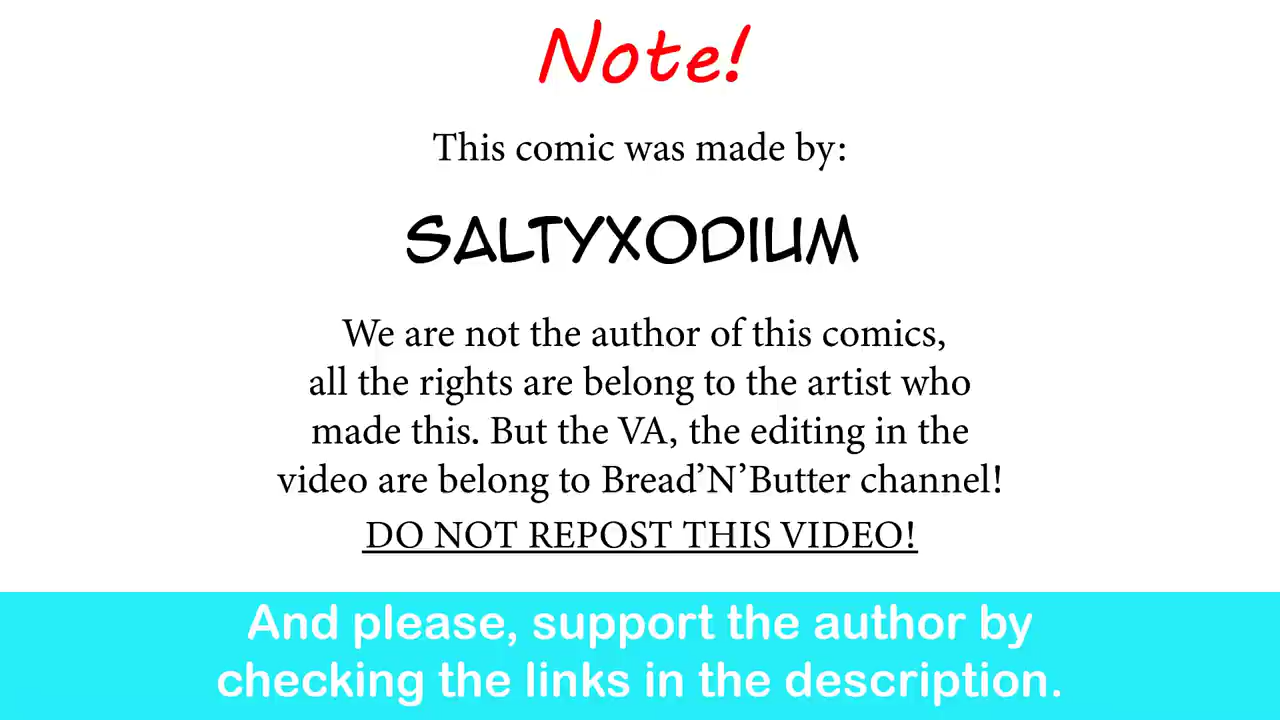 Note!
This comic was made by:
SALTYXODIUM
We are not the author of this comics,
all the rights are belong to the artist who
made this. But the VA, the editing in the
video are belong to Bread’N’Butter channel!
DO NOT REPOST THIS VIDEO!
And please, support the author by
checking the links in the description.